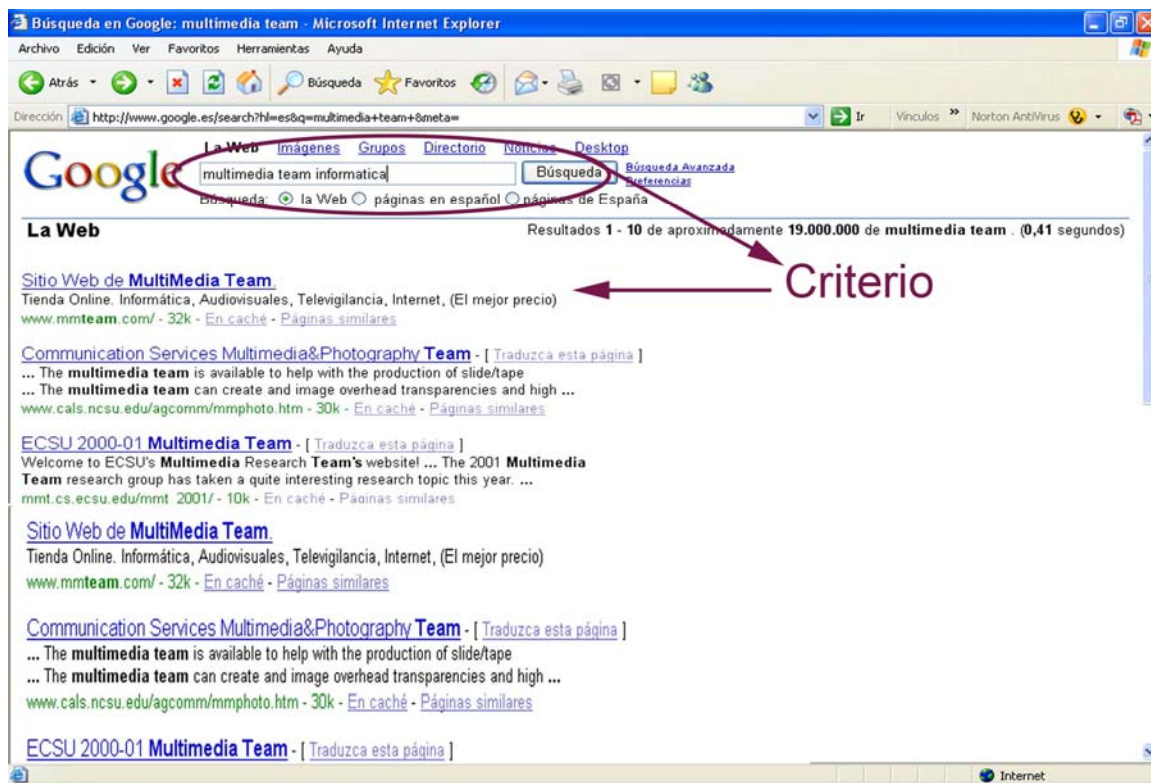 Búsqueda en Google: multimedia team - Microsoft Internet Explorer
Archivo Edición Ver Favoritos Herramientas Ayuda
Atrás Búsqueda Favoritos
Dirección http://www.google.es/search?hl=es&q=multimedia+team+&meta= Ir Vínculos » Norton AntiVirus
Google
La Web Imágenes Grupos Directorio Noticias Desktop
multimedia team informatica Búsqueda Búsqueda Avanzada
Preferencias
Búsqueda: la Web páginas en español páginas de España
La Web Resultados 1 - 10 de aproximadamente 19.000.000 de multimedia team . (0,41 segundos)
Criterio
Sitio Web de MultiMedia Team.
Tienda Online. Informática, Audiovisuales, Televigilancia, Internet, (El mejor precio)
www.mmteam.com/ - 32k - En caché - Páginas similares
Communication Services Multimedia&Photography Team - [ Traduzca esta página ]
... The multimedia team is available to help with the production of slide/tape
... The multimedia team can create and image overhead transparencies and high ...
www.cals.ncsu.edu/agcomm/mmphoto.htm - 30k - En caché - Páginas similares
ECSU 2000-01 Multimedia Team - [ Traduzca esta página ]
Welcome to ECSU's Multimedia Research Team's website! ... The 2001 Multimedia
Team research group has taken a quite interesting research topic this year. ...
mmt.cs.ecsu.edu/mmt_2001/ - 10k - En caché - Páginas similares
Sitio Web de MultiMedia Team.
Tienda Online. Informática, Audiovisuales, Televigilancia, Internet, (El mejor precio)
www.mmteam.com/ - 32k - En caché - Páginas similares
Communication Services Multimedia&Photography Team - [ Traduzca esta página ]
... The multimedia team is available to help with the production of slide/tape
... The multimedia team can create and image overhead transparencies and high ...
www.cals.ncsu.edu/agcomm/mmphoto.htm - 30k - En caché - Páginas similares
ECSU 2000-01 Multimedia Team - [ Traduzca esta página ]
Internet